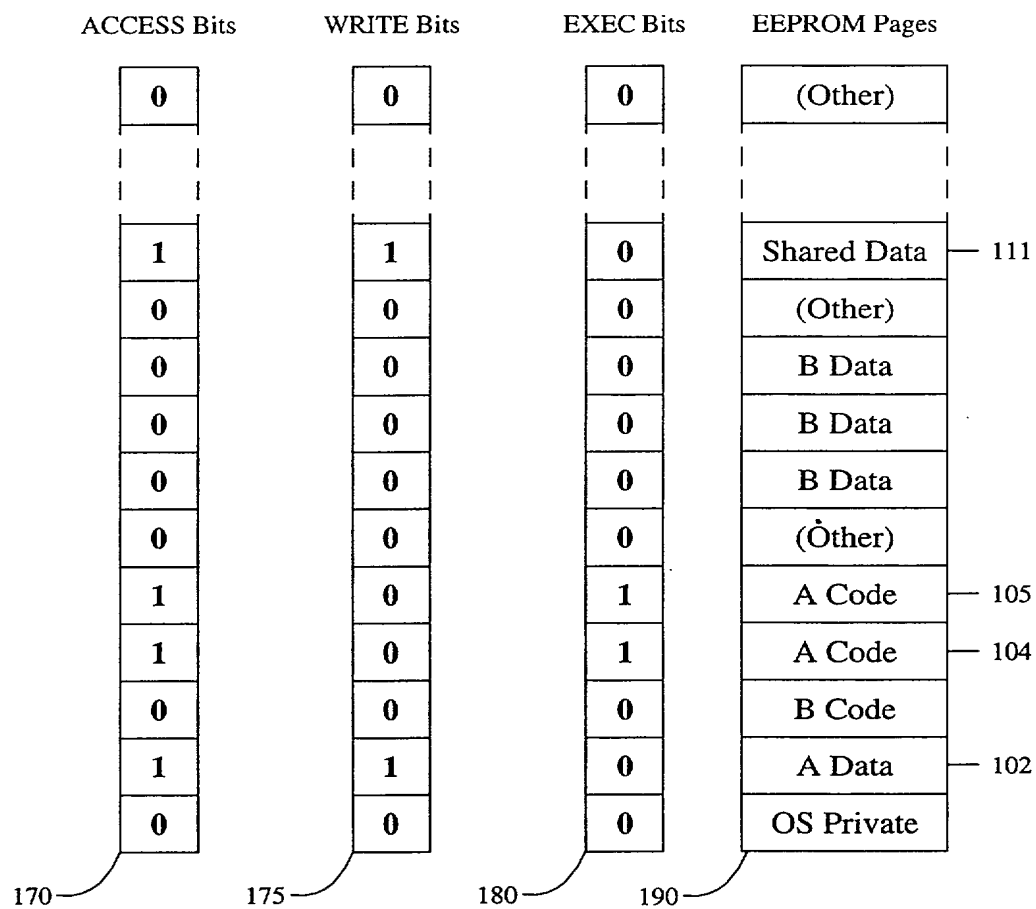 ACCESS Bits WRITE Bits EXEC Bits EEPROM Pages
0 0 0 (Other)
1 1 0 Shared Data 111
0 0 0 (Other)
0 0 0 B Data
0 0 0 B Data
0 0 0 B Data
0 0 0 (Other)
1 0 1 A Code 105
1 0 1 A Code 104
0 0 0 B Code
1 1 0 A Data 102
0 0 0 OS Private
170 175 180 190